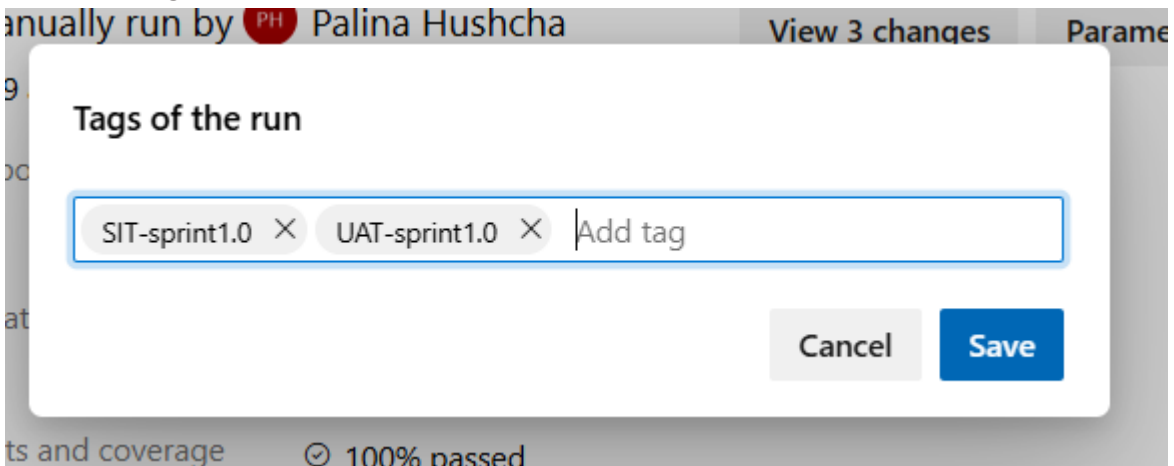 anually run by PH Palina Hushcha View 3 changes Parame
9
Tags of the run
SIT-sprint1.0 UAT-sprint1.0 Add tag
at
Cancel Save
ts and coverage 100% passed